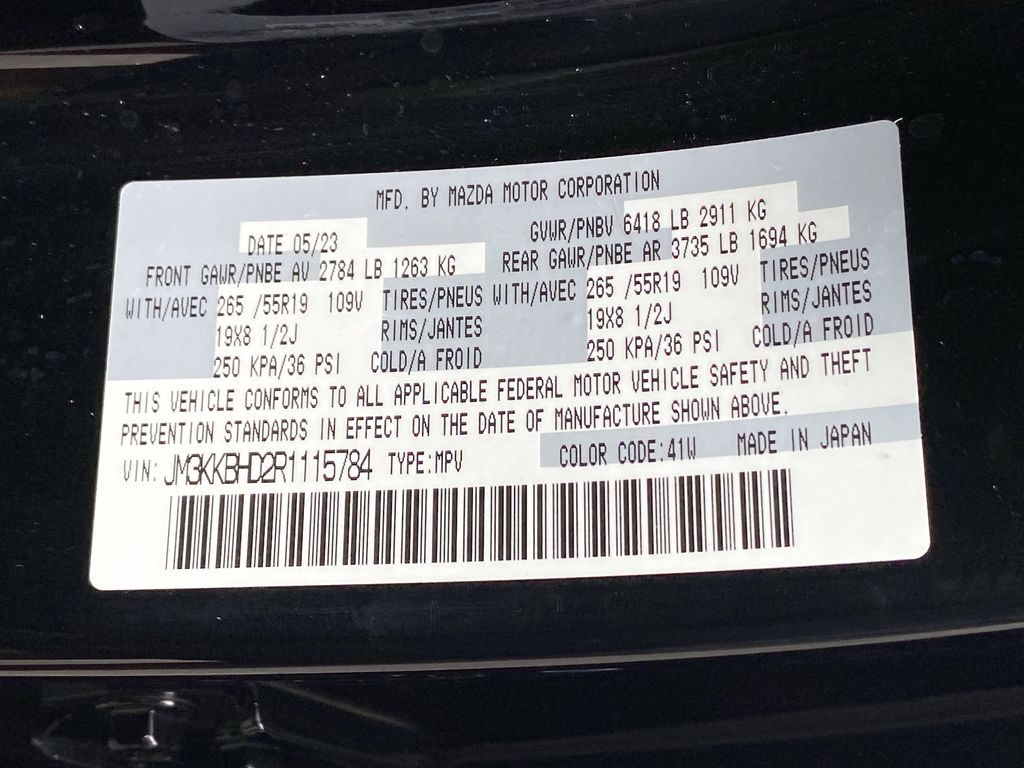 MFD. BY MAZDA MOTOR CORPORATION
DATE 05/23 GVWR/PNBV 6418 LB 2911 KG
FRONT GAWR/PNBE AV 2784 LB 1263 KG REAR GAWR/PNBE AR 3735 LB 1694 KG
WITH/AVEC 265 /55R19 109V TIRES/PNEUS WITH/AVEC 265 /55R19 109V TIRES/PNEUS
19X8 1/2J RIMS/JANTES 19X8 1/2J RIMS/JANTES
250 KPA/36 PSI COLD/A FROID 250 KPA/36 PSI COLD/A FROID
THIS VEHICLE CONFORMS TO ALL APPLICABLE FEDERAL MOTOR VEHICLE SAFETY AND THEFT
PREVENTION STANDARDS IN EFFECT ON THE DATE OF MANUFACTURE SHOWN ABOVE.
VIN: JM3KKBHD2R1115784 TYPE:MPV COLOR CODE:41W MADE IN JAPAN